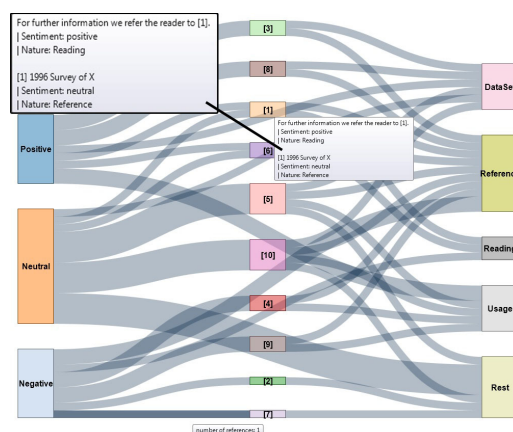 For further information we refer the reader to [1].
| Sentiment: positive
| Nature: Reading
[1] 1996 Survey of X
| Sentiment: neutral
| Nature: Reference
[3]
[8]
[1]
For further information we refer the reader to [1].
| Sentiment: positive
| Nature: Reading
[1] 1996 Survey of X
| Sentiment: neutral
| Nature: Reference
[6]
[5]
[10]
[4]
[9]
[2]
[7]
Positive
Neutral
Negative
DataSe
Referenc
Reading
Usage
Rest
number of references: 1